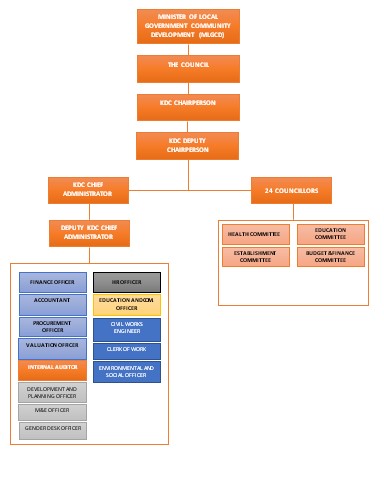 MINISTER OF LOCAL
GOVERNMENT COMMUNITY
DEVELOPMENT (MLGCD)
THE COUNCIL
KDC CHAIRPERSON
KDC DEPUTY
CHAIRPERSON
KDC CHIEF
ADMINISTRATOR
24 COUNCILLORS
DEPUTY KDC CHIEF
ADMINISTRATOR
HEALTH COMMITTEE
EDUCATION
COMMITTEE
ESTABLISHMENT
COMMITTEE
BUDGET & FINANCE
COMMITTEE
FINANCE OFFICER
ACCOUNTANT
PROCUREMENT
OFFICER
VALUATION OFFICER
INTERNAL AUDITOR
DEVELOPMENT AND
PLANNING OFFICER
M&E OFFICER
GENDER DESK OFFICER
HR OFFICER
EDUCATION AND COM.
OFFICER
CIVIL WORKS
ENGINEER
CLERK OF WORK
ENVIRONMENTAL AND
SOCIAL OFFICER